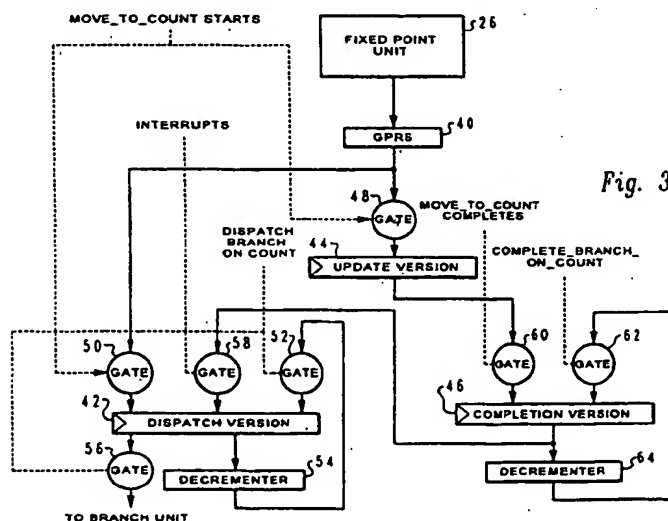 MOVE_TO_COUNT STARTS
FIXED POINT
UNIT
26
INTERRUPTS
GPRS
40
Fig. 3
48
GATE
MOVE_TO_COUNT
COMPLETES
DISPATCH
BRANCH
ON COUNT
44
UPDATE VERSION
COMPLETE_BRANCH_
ON_COUNT
50
GATE
58
GATE
52
GATE
60
GATE
62
GATE
42
DISPATCH VERSION
46
COMPLETION VERSION
56
GATE
DECREMENTER
54
DECREMENTER
64
TO BRANCH UNIT